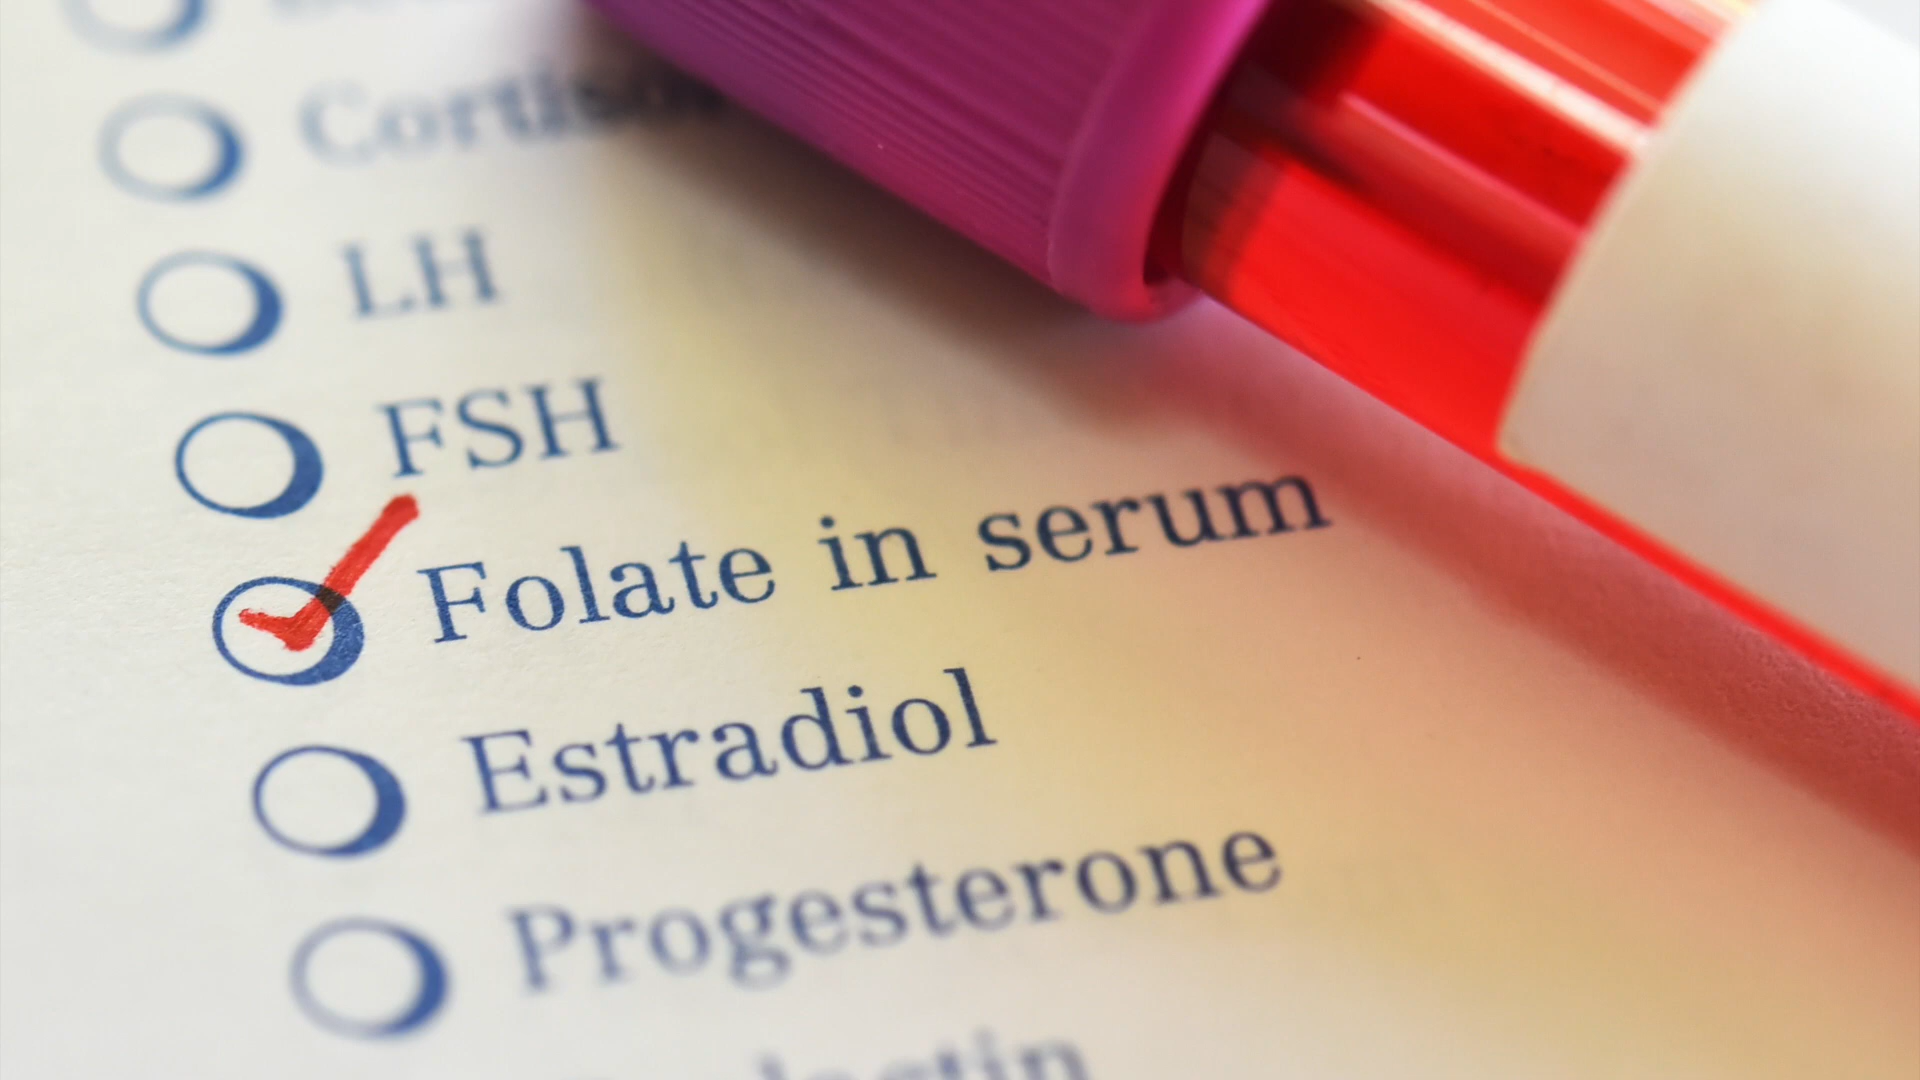 LH
FSH
Folate in serum
Estradiol
Progesterone